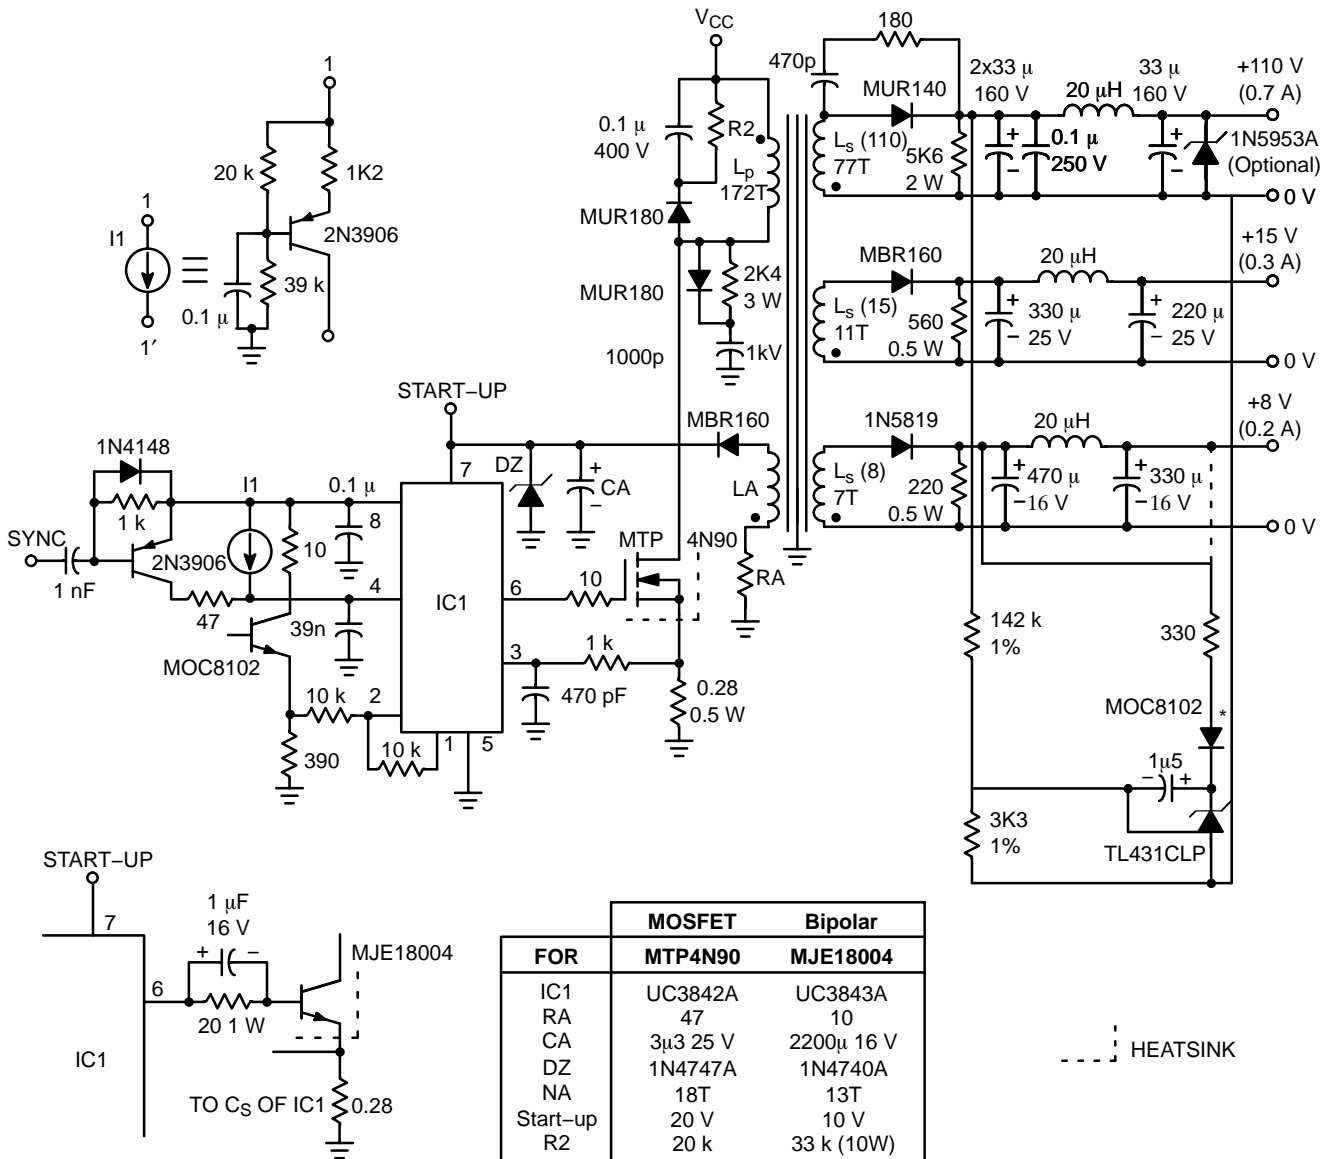 V_CC
180
470p
MUR140
2x33 μ
160 V
20 μH
33 μ
160 V
+110 V
(0.7 A)
1
20 k
1K2
2N3906
39 k
0.1 μ
1
I1
1′
0.1 μ
400 V
R2
L_p
172T
MUR180
L_s (110)
77T
5K6
2 W
0.1 μ
250 V
1N5953A
(Optional)
0 V
MUR180
2K4
3 W
1000p
1kV
MBR160
20 μH
+15 V
(0.3 A)
L_s (15)
11T
560
0.5 W
330 μ
25 V
220 μ
25 V
0 V
START–UP
MBR160
1N5819
20 μH
+8 V
(0.2 A)
1N4148
I1
0.1 μ
7
DZ
CA
LA
L_s (8)
7T
220
0.5 W
470 μ
16 V
330 μ
16 V
0 V
1 k
8
SYNC
1 nF
2N3906
10
47
4
39n
IC1
MOC8102
6
10
MTP
4N90
RA
3
1 k
470 pF
0.28
0.5 W
10 k
2
10 k
1
5
390
142 k
1%
330
MOC8102
*
1μ5
3K3
1%
TL431CLP
START–UP
7
1 μF
16 V
MJE18004
6
20 1 W
IC1
TO C_S OF IC1
0.28
MOSFET Bipolar
FOR MTP4N90 MJE18004
IC1 UC3842A UC3843A
RA 47 10
CA 3μ3 25 V 2200μ 16 V
DZ 1N4747A 1N4740A
NA 18T 13T
Start–up 20 V 10 V
R2 20 k 33 k (10W)
HEATSINK